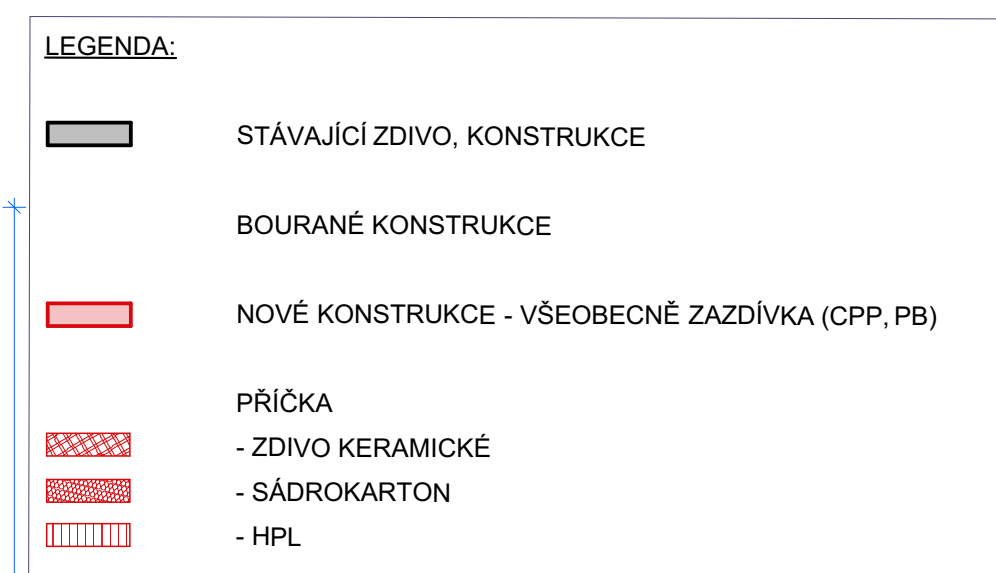 LEGENDA:
STÁVAJÍCÍ ZDIVO, KONSTRUKCE
BOURANÉ KONSTRUKCE
NOVÉ KONSTRUKCE - VŠEOBECNĚ ZAZDÍVKA (CPP, PB)
PŘÍČKA
- ZDIVO KERAMICKÉ
- SÁDROKARTON
- HPL